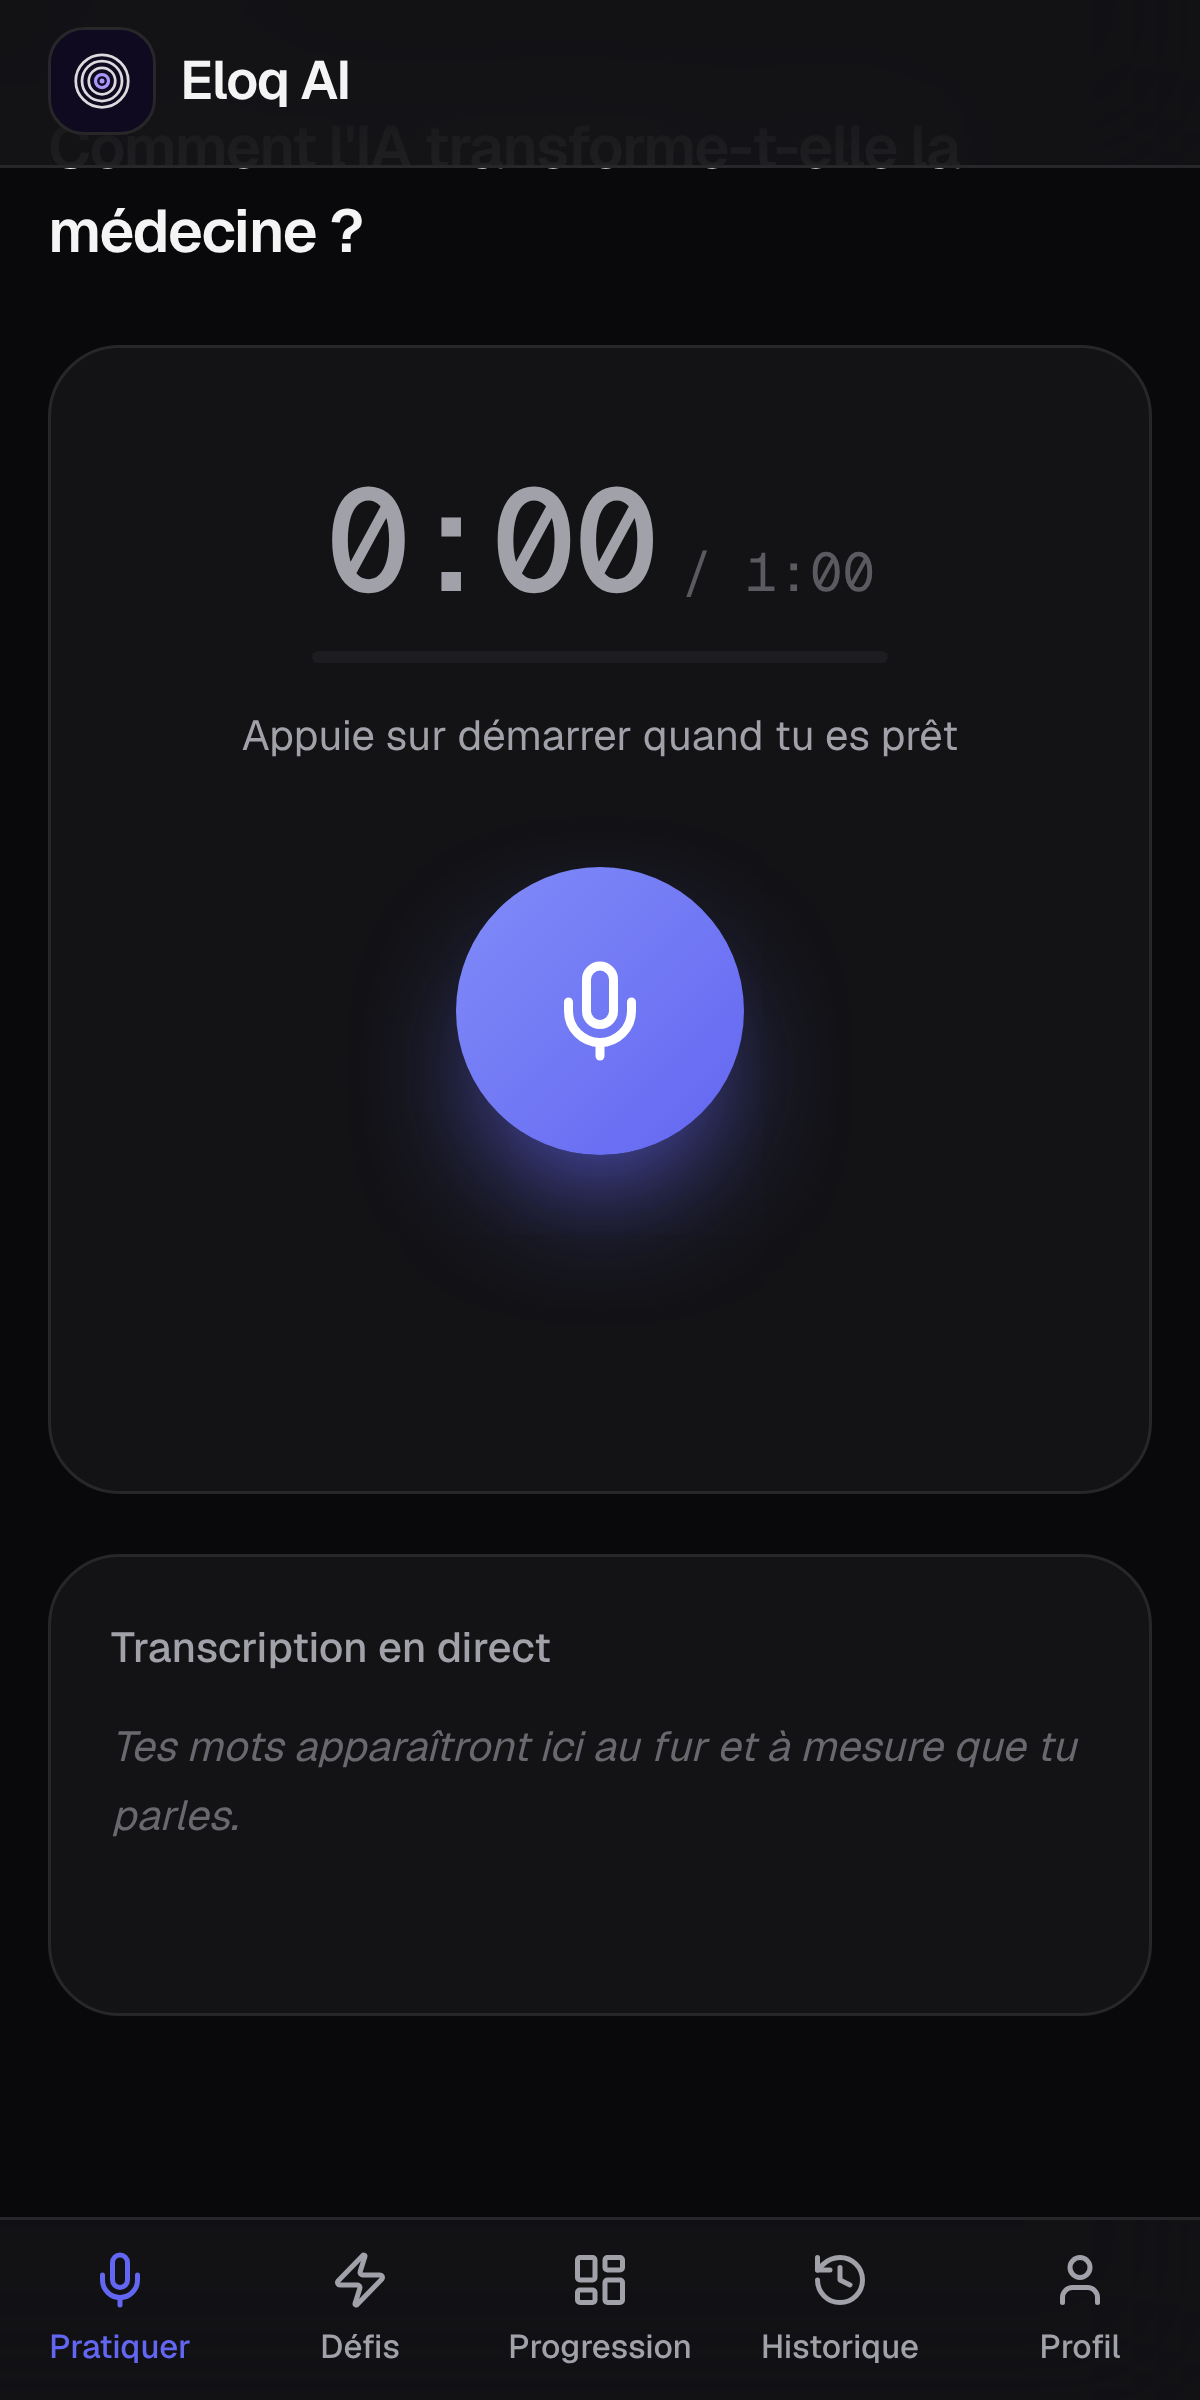 Eloq AI
Comment l'IA transforme-t-elle la
médecine ?
0:00 / 1:00
Appuie sur démarrer quand tu es prêt
Transcription en direct
Tes mots apparaîtront ici au fur et à mesure que tu
parles.
Pratiquer
Défis
Progression
Historique
Profil